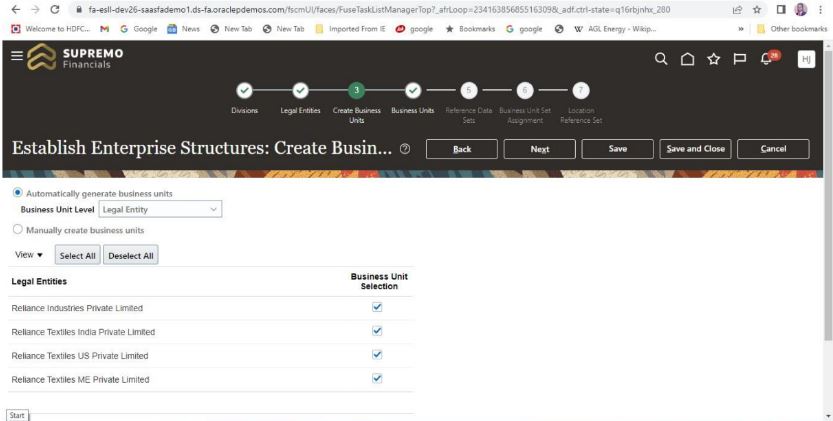 fa-esll-dev26-saasfademo1.ds-fa.oraclepdemos.com/fscmUI/faces/FuseTaskListManagerTop?_afrLoop=23416385685516309&_adf.ctrl-state=q16rbjnhx_280
Welcome to HDFC... G Google News New Tab New Tab Imported From IE google Bookmarks G google W AGL Energy - Wikip... » Other bookmarks
SUPREMO
Financials
28
HJ
3 5 6 7
Divisions Legal Entities Create Business Units Business Units Reference Data Sets Business Unit Set Assignment Location Reference Set
Establish Enterprise Structures: Create Busin... ? Back Next Save Save and Close Cancel
Automatically generate business units
Business Unit Level Legal Entity
Manually create business units
View Select All Deselect All
Legal Entities Business Unit Selection
Reliance Industries Private Limited
Reliance Textiles India Private Limited
Reliance Textiles US Private Limited
Reliance Textiles ME Private Limited
Start